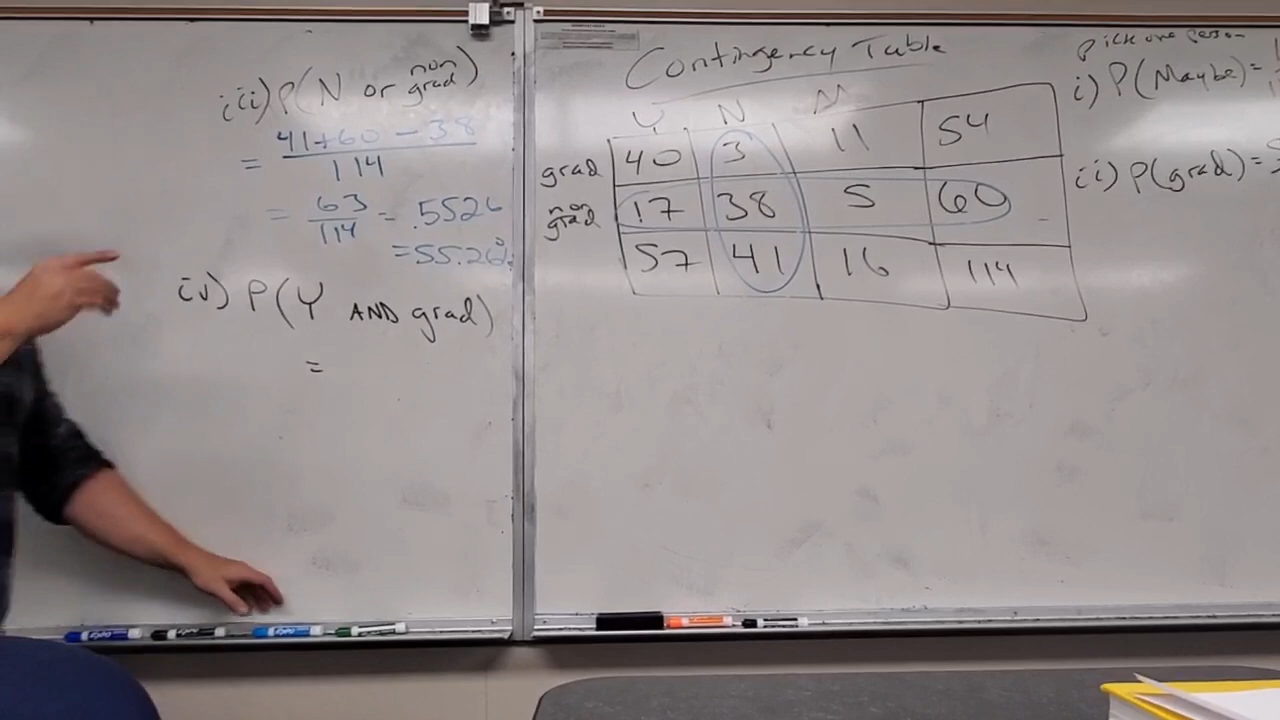 iii) P(N or non grad)
= 41+60-38 / 114
= 63/114 = .5526
= 55.26%
iv) P(Y AND grad)
=
Contingency Table
Y N M
grad 40 3 11 54
non grad 17 38 5 60
57 41 16 114
Pick one person
i) P(Maybe)=
ii) P(grad)=